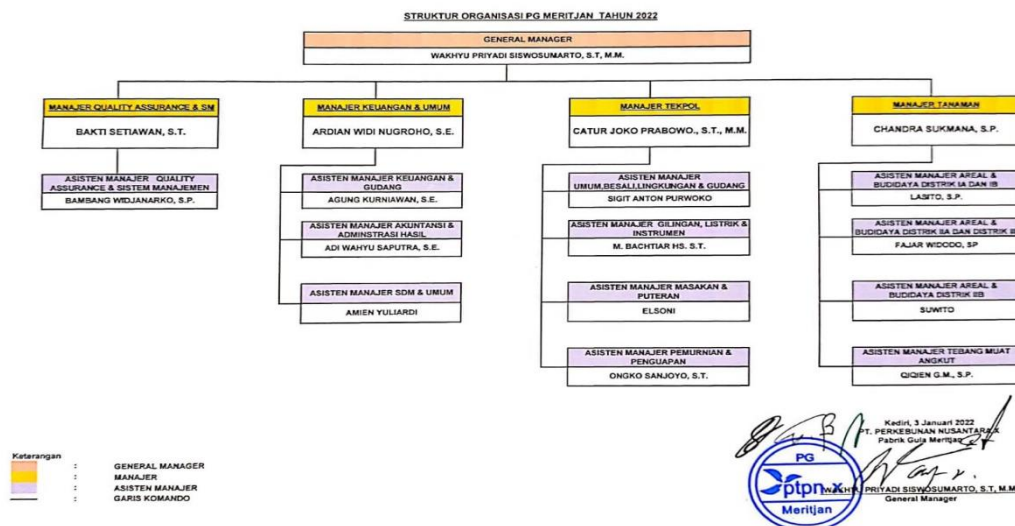 STRUKTUR ORGANISASI PG MERITJAN TAHUN 2022
GENERAL MANAGER
WAKHYU PRIYADI SISWOSUMARTO, S.T, M.M.
MANAJER QUALITY ASSURANCE & SM
BAKTI SETIAWAN, S.T.
ASISTEN MANAJER QUALITY
ASSURANCE & SISTEM MANAJEMEN
BAMBANG WIDJANARKO, S.P.
MANAJER KEUANGAN & UMUM
ARDIAN WIDI NUGROHO, S.E.
ASISTEN MANAJER KEUANGAN &
GUDANG
AGUNG KURNIAWAN, S.E.
ASISTEN MANAJER AKUNTANSI &
ADMINSTRASI HASIL
ADI WAHYU SAPUTRA, S.E.
ASISTEN MANAJER SDM & UMUM
AMIEN YULIARDI
MANAJER TEKPOL
CATUR JOKO PRABOWO., S.T., M.M.
ASISTEN MANAJER
UMUM,BESALI,LINGKUNGAN & GUDANG
SIGIT ANTON PURWOKO
ASISTEN MANAJER GILINGAN, LISTRIK &
INSTRUMEN
M. BACHTIAR HS. S.T.
ASISTEN MANAJER MASAKAN &
PUTERAN
ELSONI
ASISTEN MANAJER PEMURNIAN &
PENGUAPAN
ONGKO SANJOYO, S.T.
MANAJER TANAMAN
CHANDRA SUKMANA, S.P.
ASISTEN MANAJER AREAL &
BUDIDAYA DISTRIK IA DAN IB
LASITO, S.P.
ASISTEN MANAJER AREAL &
BUDIDAYA DISTRIK IIA DAN DISTRIK
FAJAR WIDODO, SP
ASISTEN MANAJER AREAL &
BUDIDAYA DISTRIK IIB
SUWITO
ASISTEN MANAJER TEBANG MUAT
ANGKUT
QIQIEN G.M., S.P.
Keterangan
: GENERAL MANAGER
: MANAJER
: ASISTEN MANAJER
: GARIS KOMANDO
Kediri, 3 Januari 2022
PT. PERKEBUNAN NUSANTARA X
Pabrik Gula Meritjan
PG
ptpn x
Meritjan
WAKHYU PRIYADI SISWOSUMARTO, S.T, M.M
General Manager